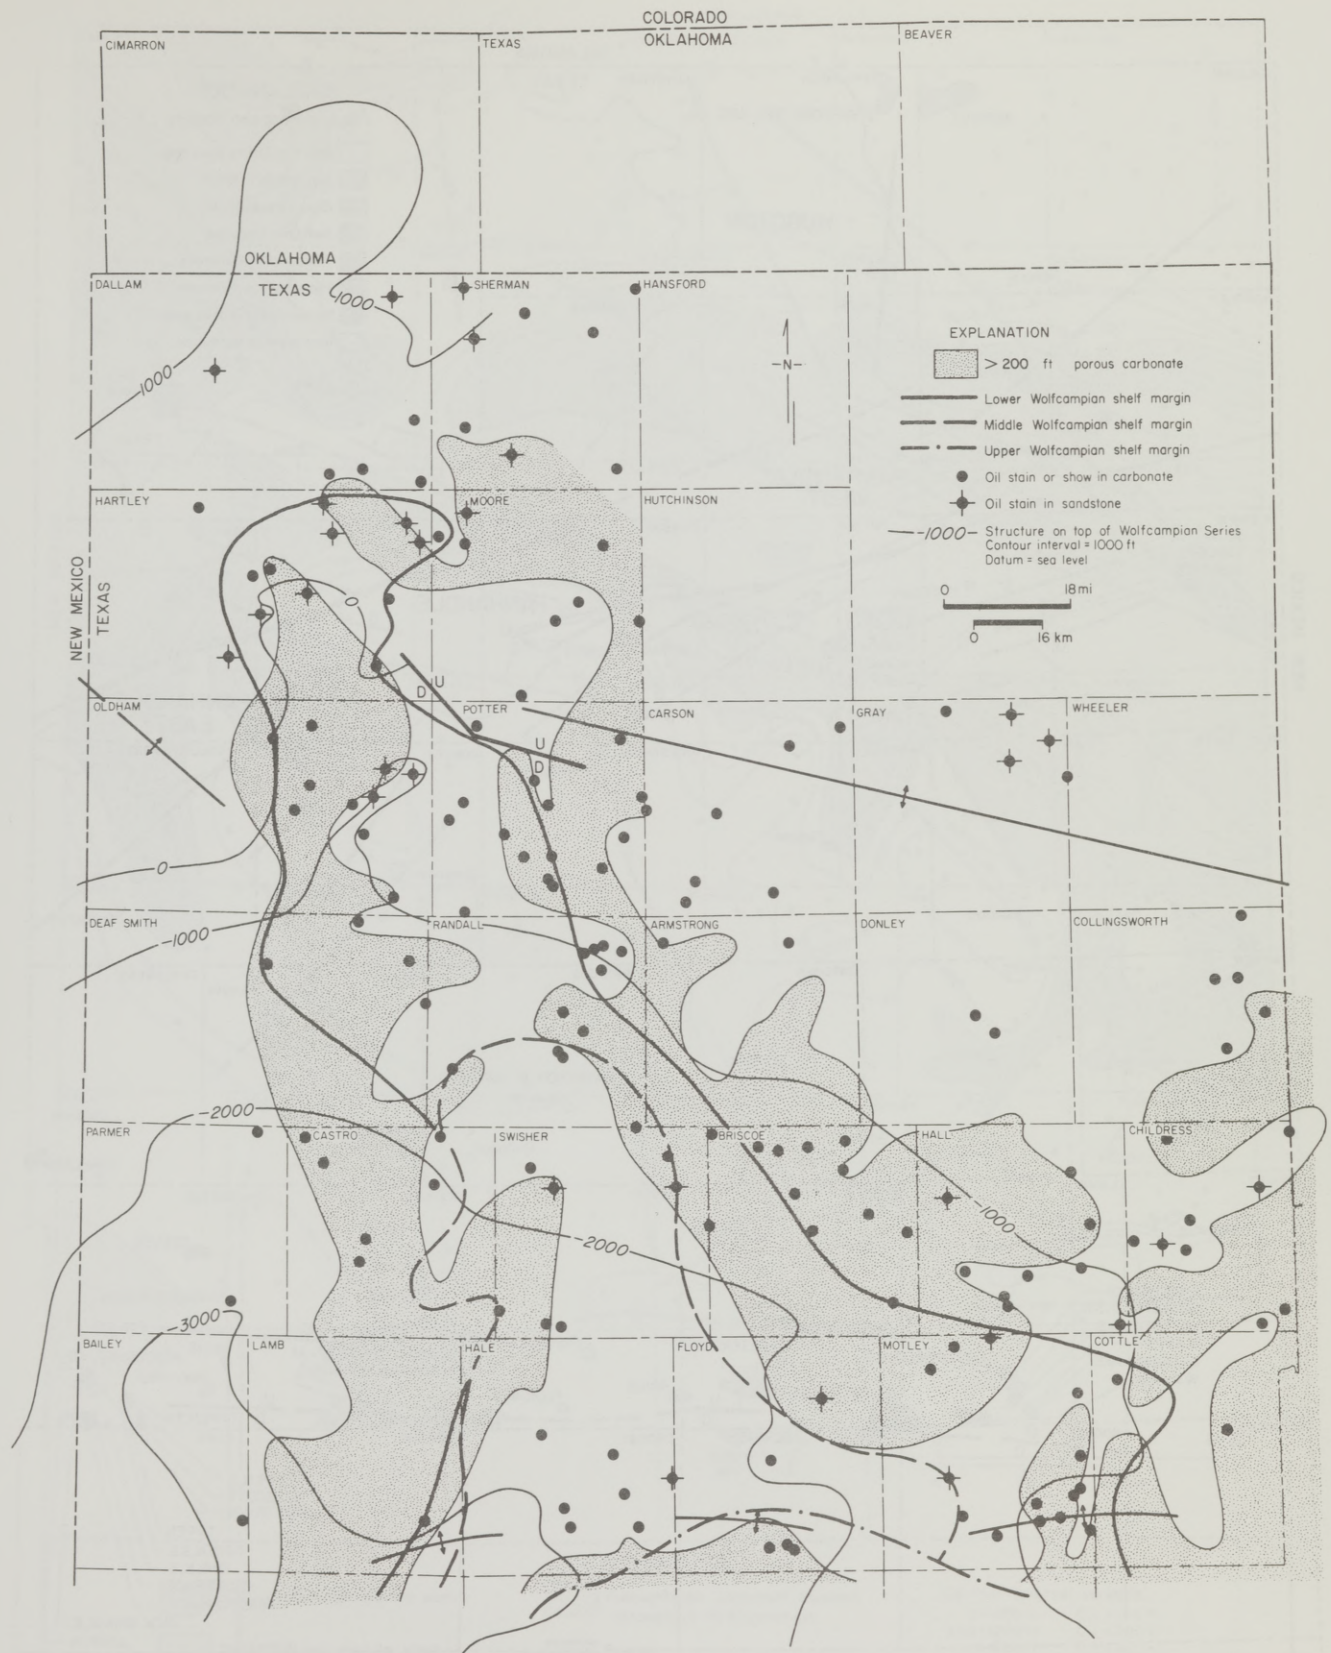 COLORADO
OKLAHOMA
CIMARRON
TEXAS
BEAVER
OKLAHOMA
TEXAS
DALLAM
SHERMAN
HANSFORD
1000
1000
-N-
EXPLANATION
> 200 ft porous carbonate
Lower Wolfcampian shelf margin
Middle Wolfcampian shelf margin
Upper Wolfcampian shelf margin
Oil stain or show in carbonate
Oil stain in sandstone
-1000- Structure on top of Wolfcampian Series
Contour interval = 1000 ft
Datum = sea level
0 18 mi
0 16 km
HARTLEY
MOORE
HUTCHINSON
NEW MEXICO
TEXAS
0
U
D
OLDHAM
POTTER
CARSON
GRAY
WHEELER
U
D
0
DEAF SMITH
RANDALL
ARMSTRONG
DONLEY
COLLINGSWORTH
-1000
-2000
PARMER
CASTRO
SWISHER
BRISCOE
HALL
CHILDRESS
-1000
-2000
-3000
BAILEY
LAMB
HALE
FLOYD
MOTLEY
COTTLE